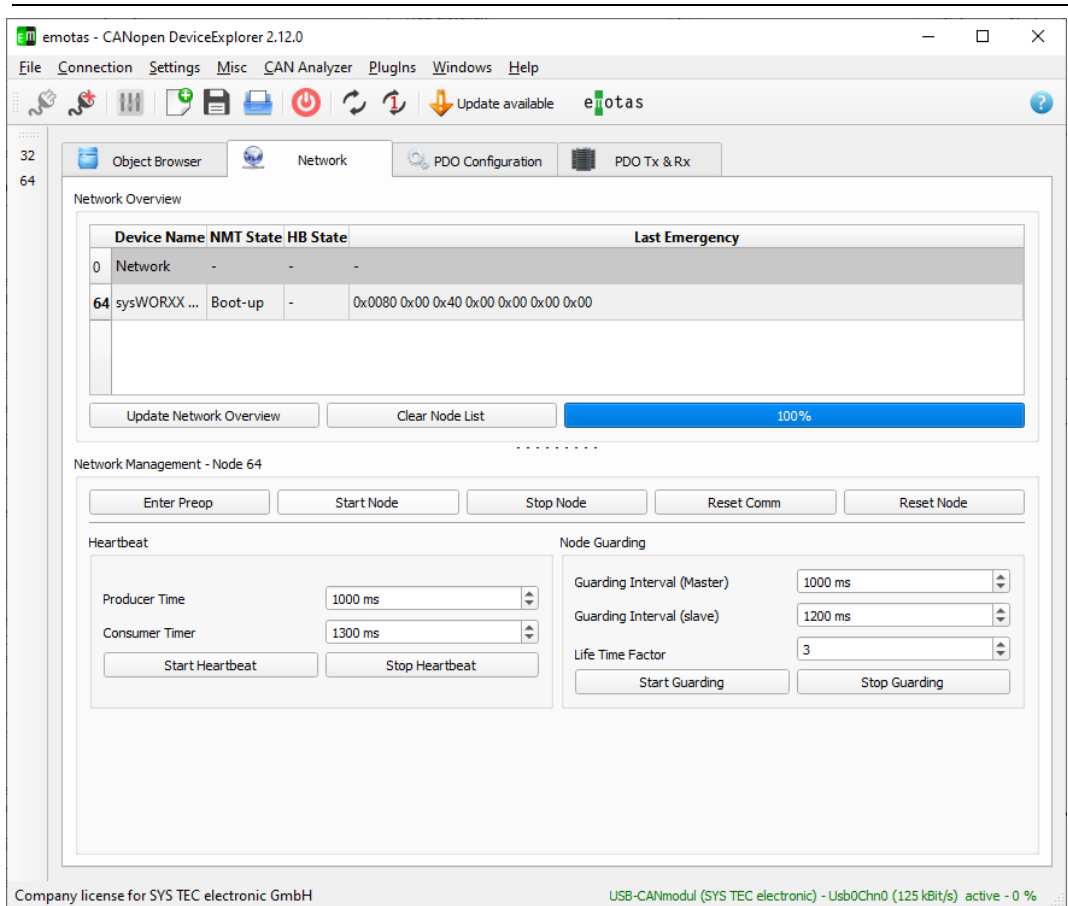 emotas - CANopen DeviceExplorer 2.12.0
File Connection Settings Misc CAN Analyzer PlugIns Windows Help
Update available emotas
32
64
Object Browser Network PDO Configuration PDO Tx & Rx
Network Overview
Device Name NMT State HB State Last Emergency
0 Network - - -
64 sysWORXX ... Boot-up - 0x0080 0x00 0x40 0x00 0x00 0x00 0x00
Update Network Overview Clear Node List 100%
Network Management - Node 64
Enter Preop Start Node Stop Node Reset Comm Reset Node
Heartbeat Node Guarding
Guarding Interval (Master) 1000 ms
Producer Time 1000 ms
Guarding Interval (slave) 1200 ms
Consumer Timer 1300 ms
Life Time Factor 3
Start Heartbeat Stop Heartbeat
Start Guarding Stop Guarding
Company license for SYS TEC electronic GmbH USB-CANmodul (SYS TEC electronic) - Usb0Chn0 (125 kBit/s) active - 0 %